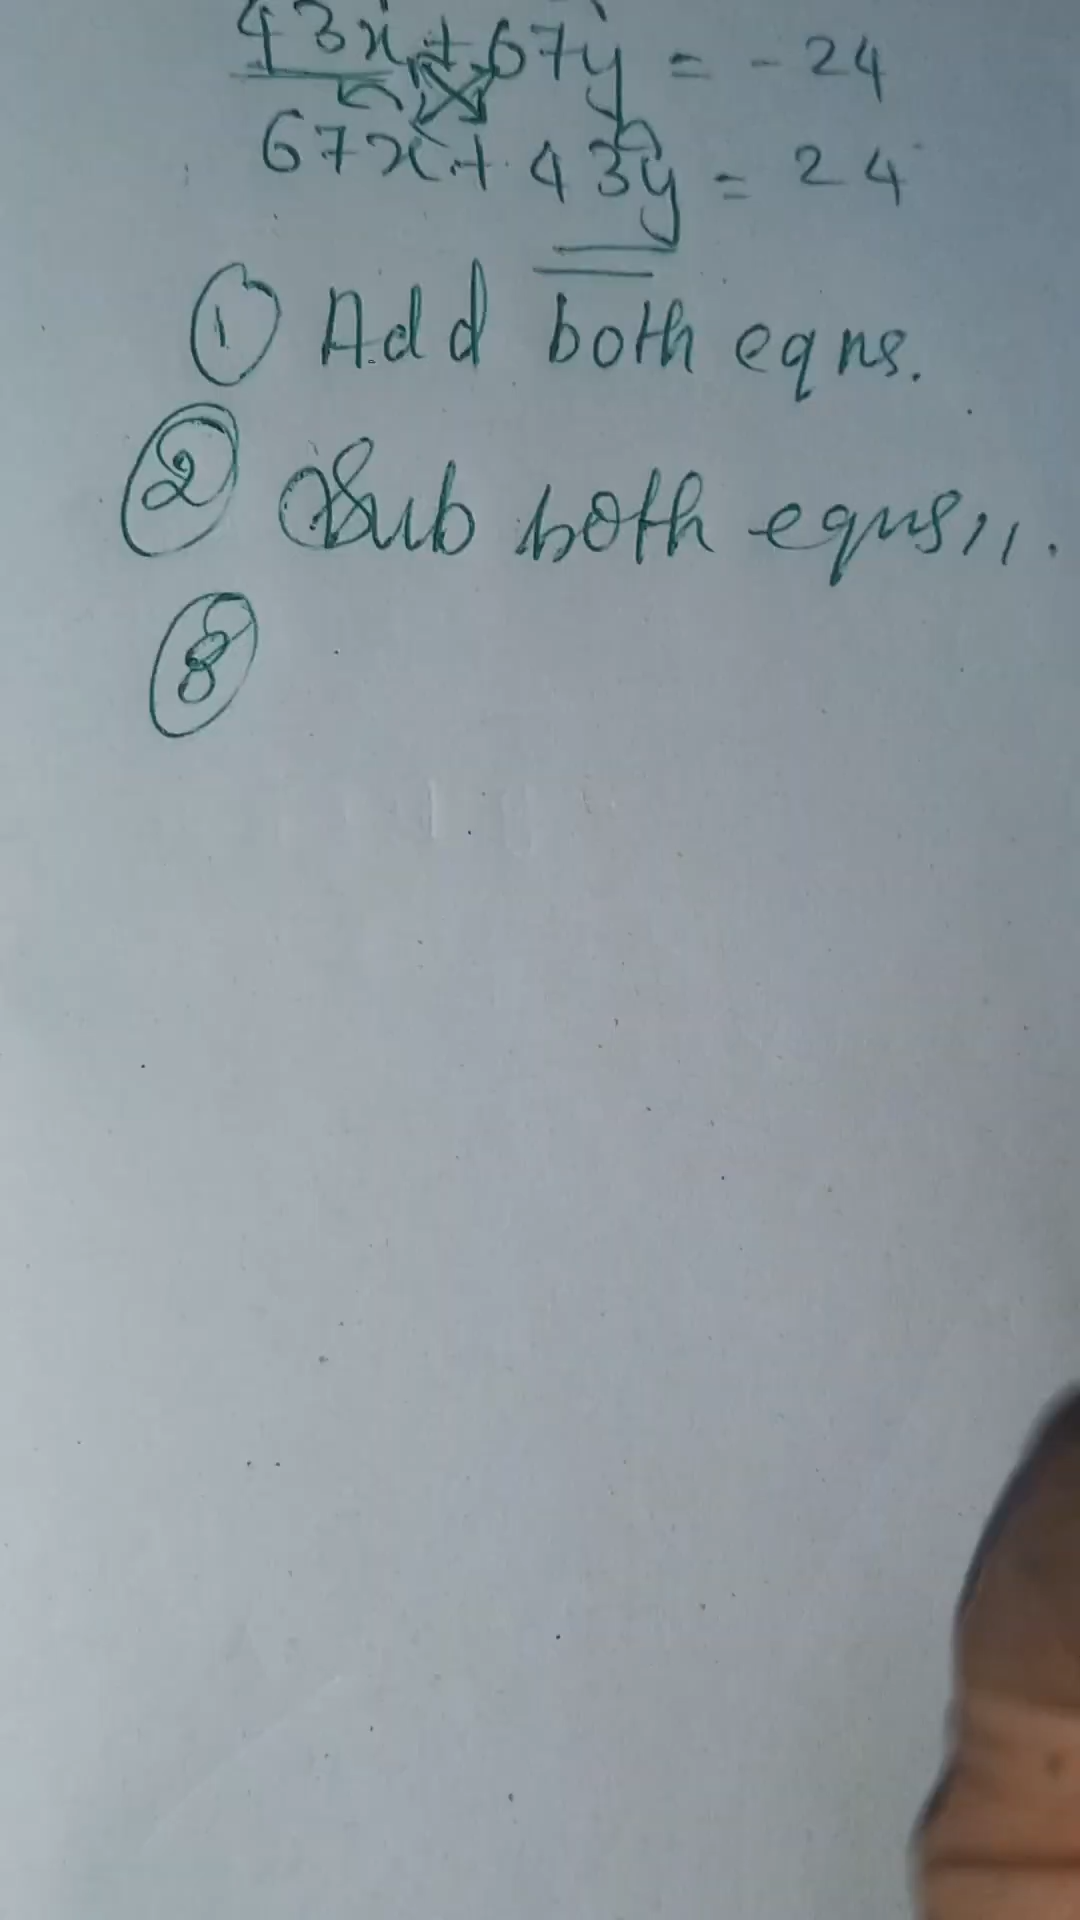 43x + 67y = - 24
67x + 43y = 24
① Add both eqns.
② Sub both eqns,,.
③